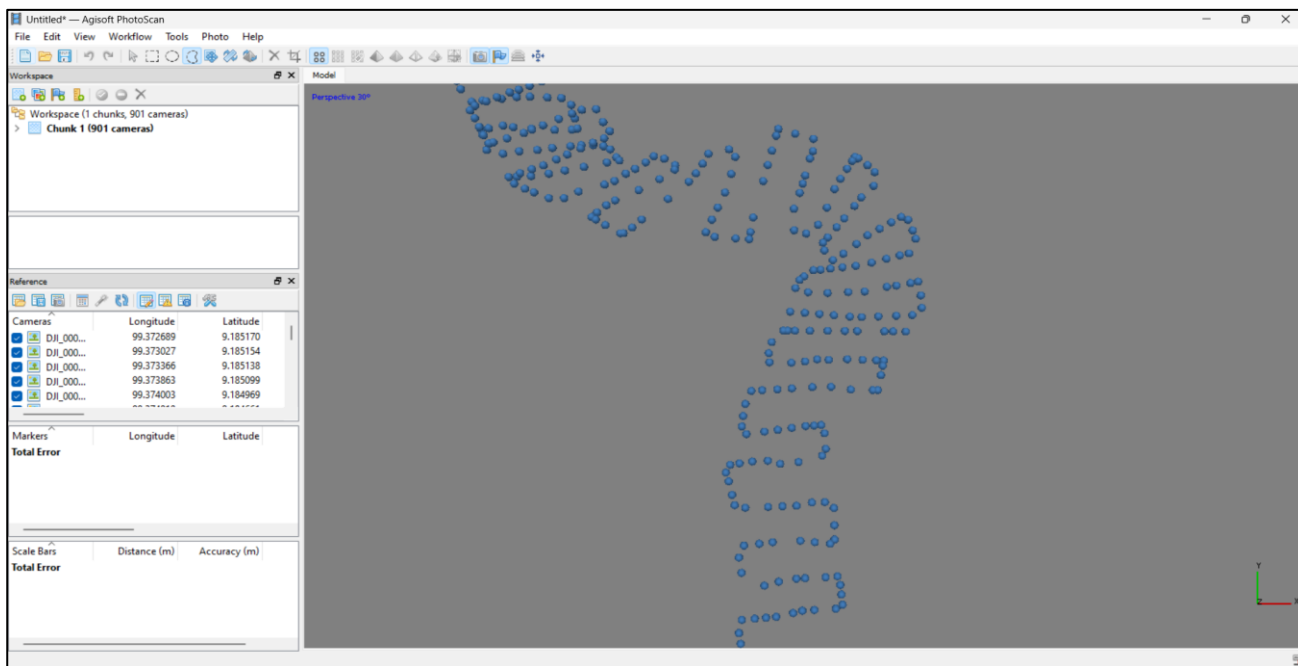 Untitled* — Agisoft PhotoScan
File Edit View Workflow Tools Photo Help
Workspace
Workspace (1 chunks, 901 cameras)
Chunk 1 (901 cameras)
Model
Perspective 30°
Reference
Cameras Longitude Latitude
DJI_000... 99.372689 9.185170
DJI_000... 99.373027 9.185154
DJI_000... 99.373366 9.185138
DJI_000... 99.373863 9.185099
DJI_000... 99.374003 9.184969
Markers Longitude Latitude
Total Error
Scale Bars Distance (m) Accuracy (m)
Total Error
Y
Z X